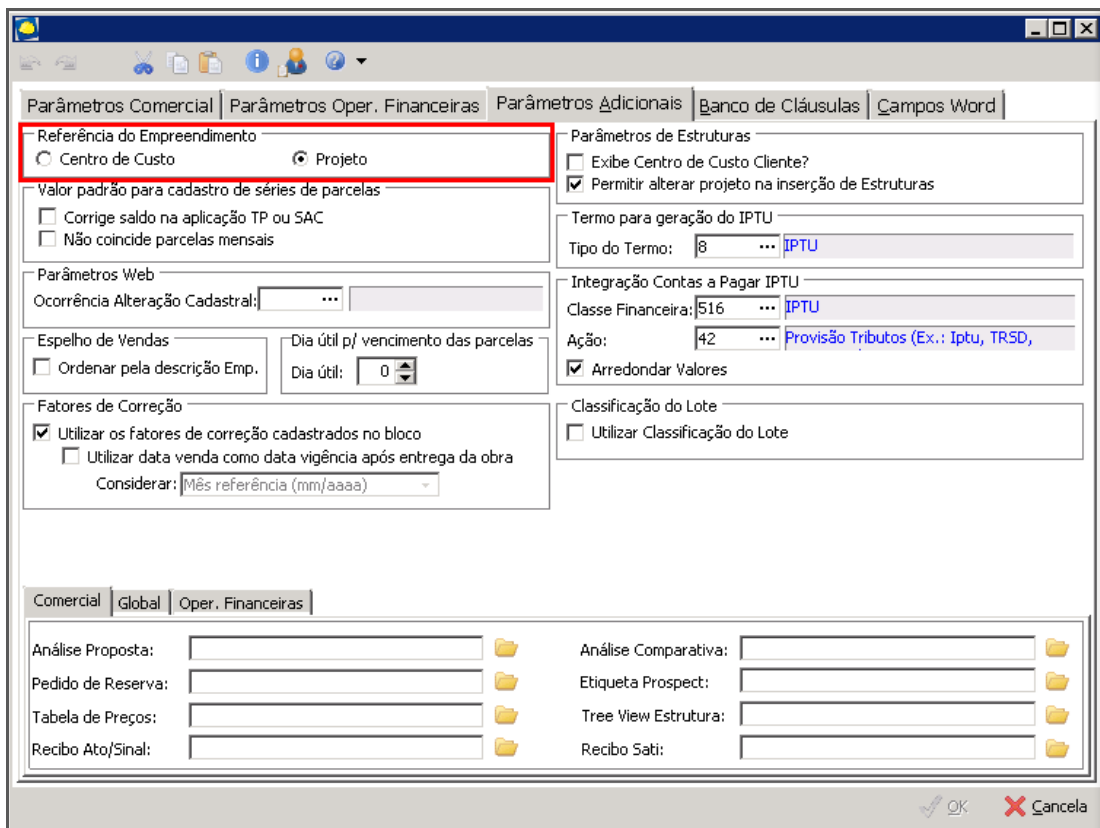 Parâmetros Comercial
Parâmetros Oper. Financeiras
Parâmetros Adicionais
Banco de Cláusulas
Campos Word
Referência do Empreendimento
Centro de Custo
Projeto
Valor padrão para cadastro de séries de parcelas
Corrige saldo na aplicação TP ou SAC
Não coincide parcelas mensais
Parâmetros Web
Ocorrência Alteração Cadastral:
...
Espelho de Vendas
Ordenar pela descrição Emp.
Dia útil p/ vencimento das parcelas
Dia útil:
0
Fatores de Correção
Utilizar os fatores de correção cadastrados no bloco
Utilizar data venda como data vigência após entrega da obra
Considerar: Mês referência (mm/aaaa)
Parâmetros de Estruturas
Exibe Centro de Custo Cliente?
Permitir alterar projeto na inserção de Estruturas
Termo para geração do IPTU
Tipo do Termo: 8 ... IPTU
Integração Contas a Pagar IPTU
Classe Financeira: 516 ... IPTU
Ação: 42 ... Provisão Tributos (Ex.: Iptu, TRSD,
Arredondar Valores
Classificação do Lote
Utilizar Classificação do Lote
Comercial
Global
Oper. Financeiras
Análise Proposta:
Pedido de Reserva:
Tabela de Preços:
Recibo Ato/Sinal:
Análise Comparativa:
Etiqueta Prospect:
Tree View Estrutura:
Recibo Sati:
OK
Cancela